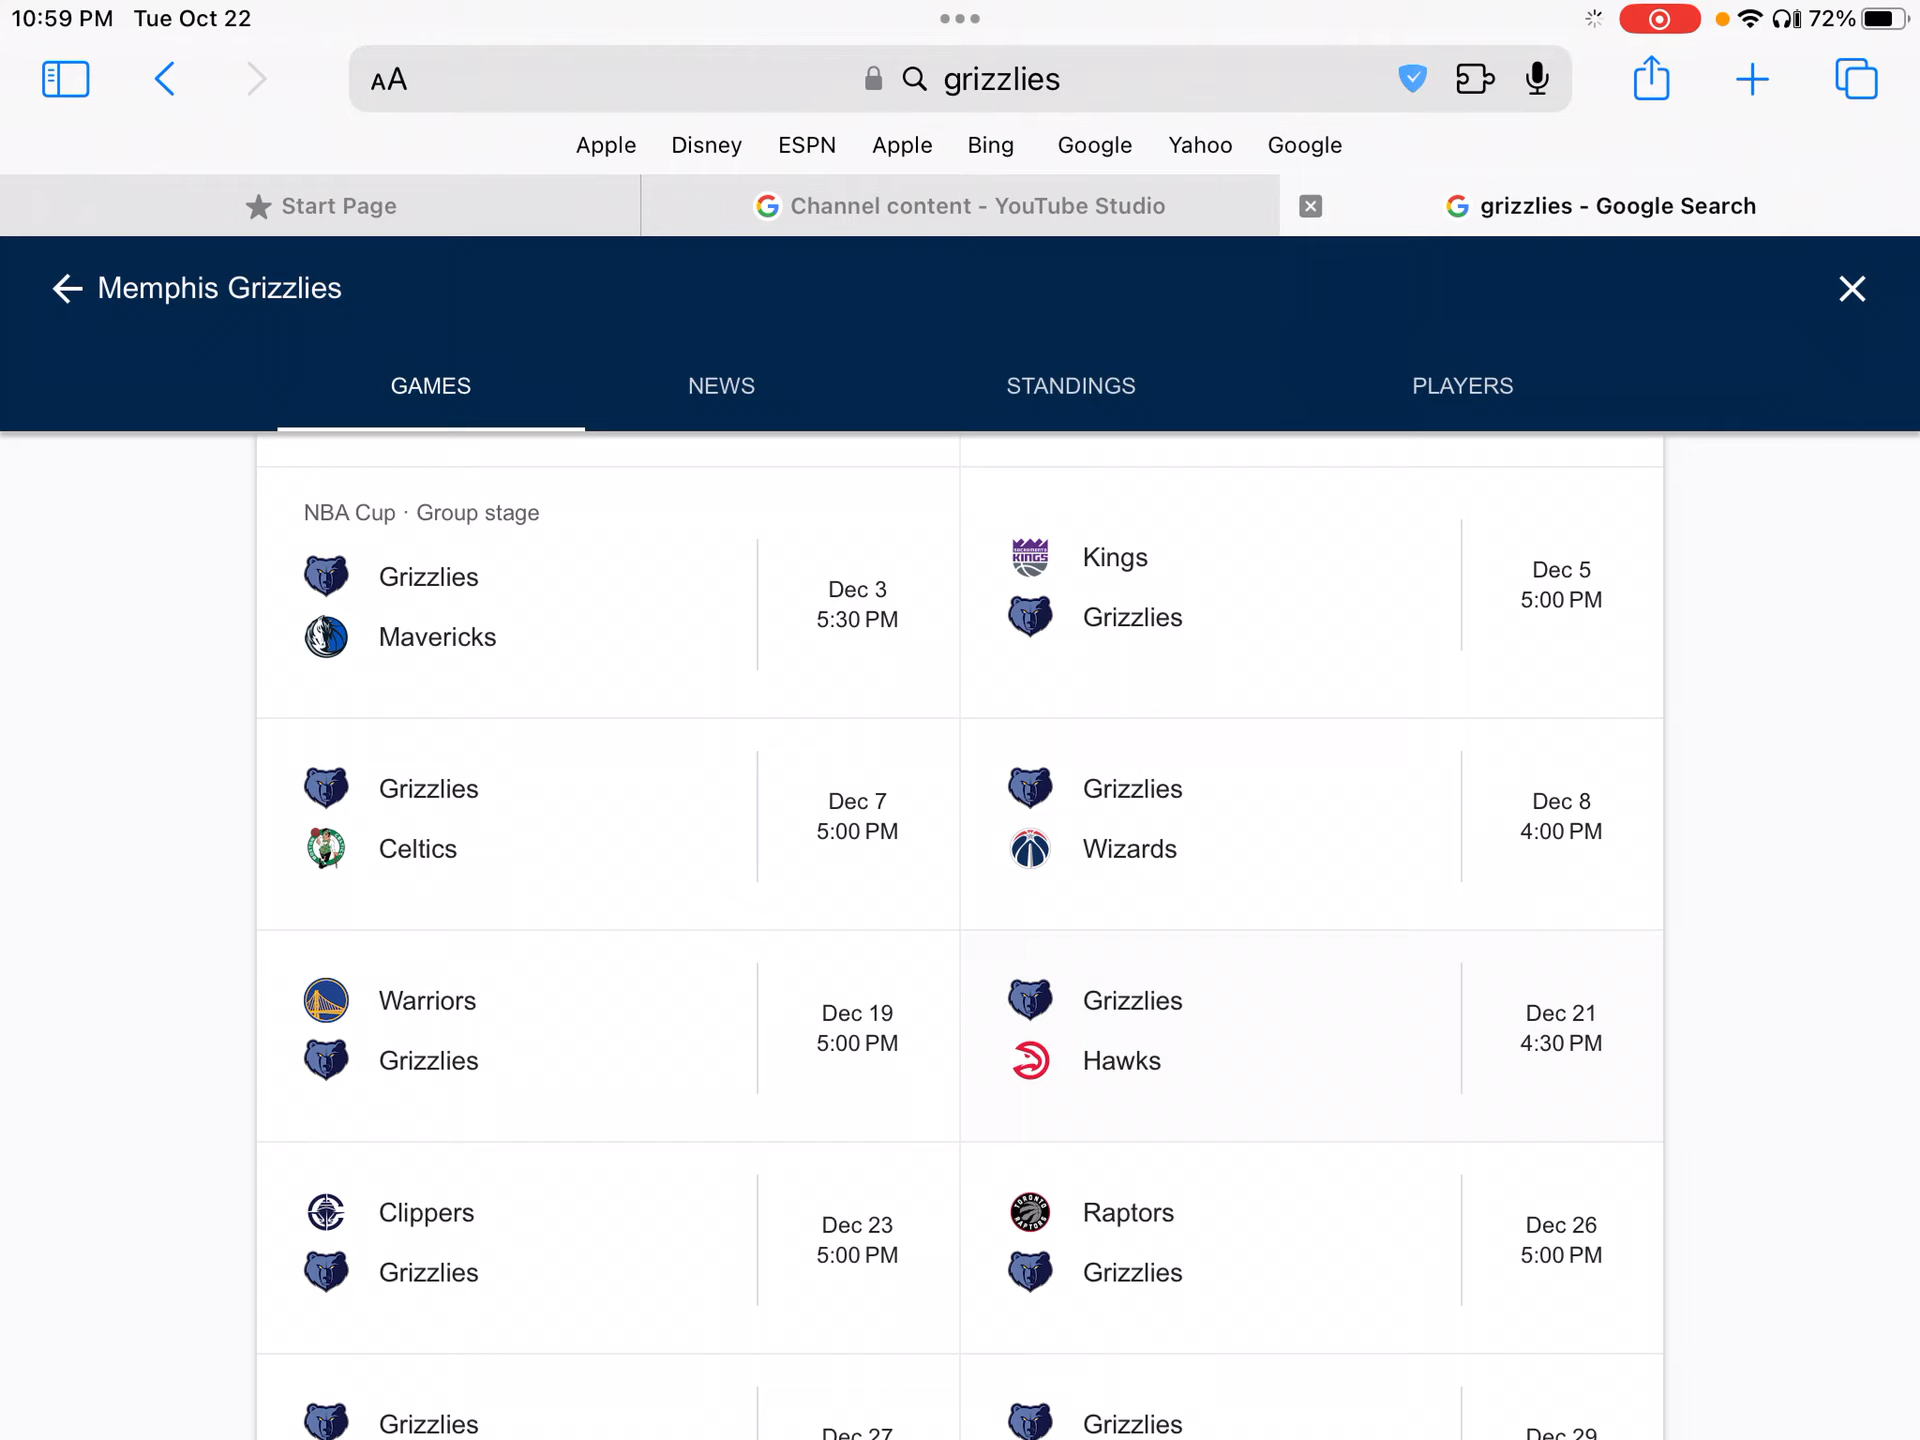 10:59 PM Tue Oct 22
72%
AA
grizzlies
Apple Disney ESPN Apple Bing Google Yahoo Google
Start Page
Channel content - YouTube Studio
grizzlies - Google Search
Memphis Grizzlies
GAMES NEWS STANDINGS PLAYERS
NBA Cup · Group stage
Grizzlies
Mavericks
Dec 3
5:30 PM
SACRAMENTO
KINGS
Kings
Grizzlies
Dec 5
5:00 PM
Grizzlies
Celtics
Dec 7
5:00 PM
Grizzlies
Wizards
Dec 8
4:00 PM
Warriors
Grizzlies
Dec 19
5:00 PM
Grizzlies
Hawks
Dec 21
4:30 PM
Clippers
Grizzlies
Dec 23
5:00 PM
TORONTO
RAPTORS
Raptors
Grizzlies
Dec 26
5:00 PM
Grizzlies
Dec 27
Grizzlies
Dec 29